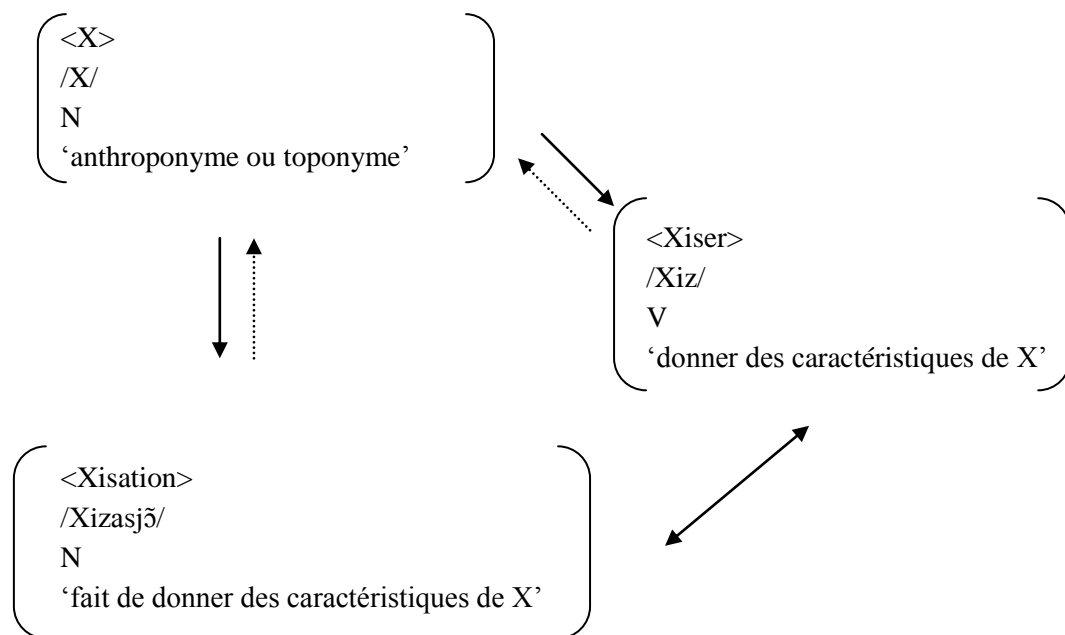 <X>
/X/
N
‘anthroponyme ou toponyme’
<Xiser>
/Xiz/
V
‘donner des caractéristiques de X’
<Xisation>
/Xizasjɔ̃/
N
‘fait de donner des caractéristiques de X’